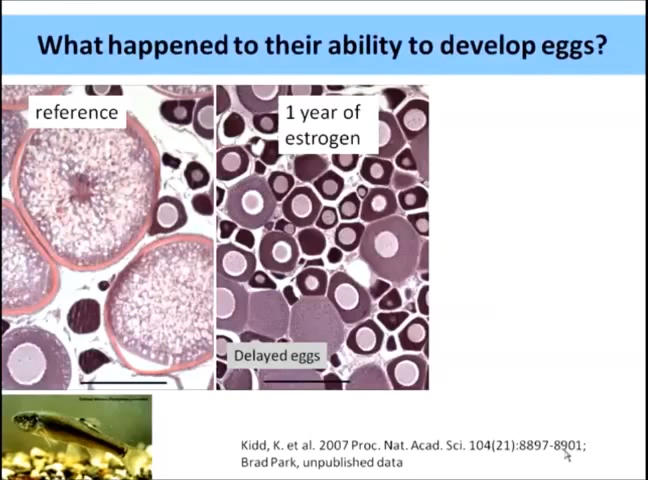 What happened to their ability to develop eggs?
reference
1 year of
estrogen
Delayed eggs
Kidd, K. et al. 2007 Proc. Nat. Acad. Sci. 104(21):8897-8901;
Brad Park, unpublished data